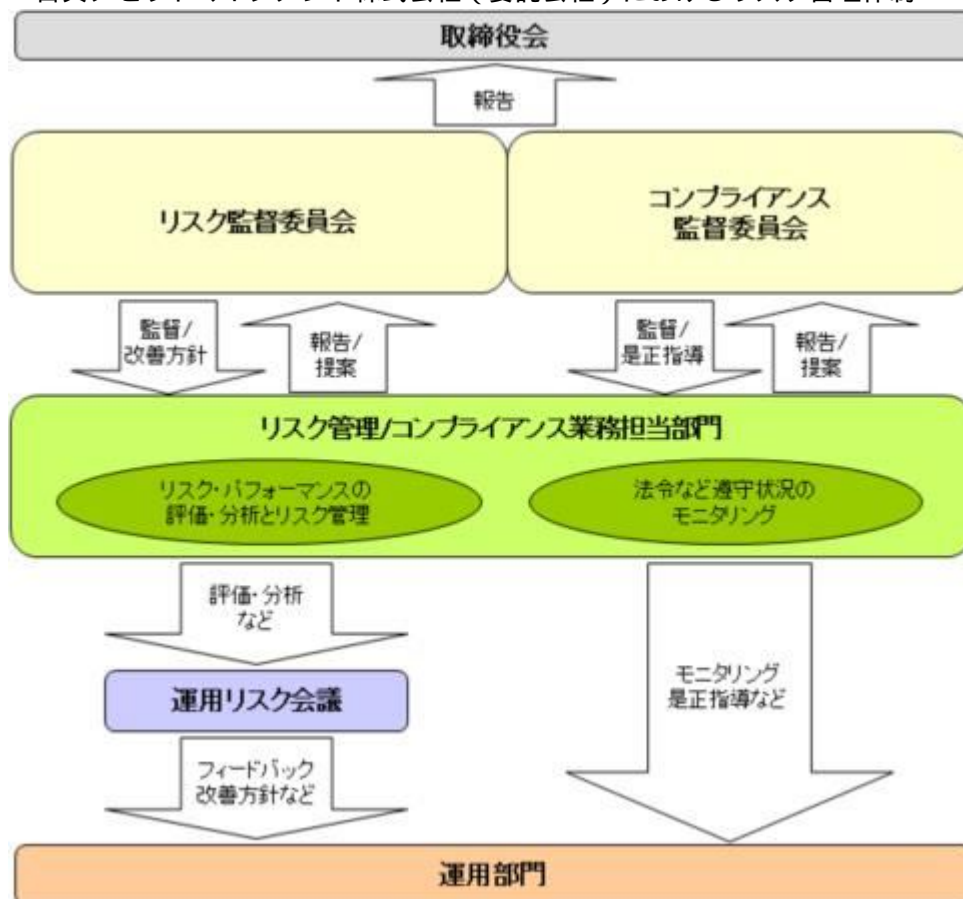 取締役会
報告
リスク監督委員会
コンプライアンス
監督委員会
監督/
改善方針
報告/
提案
監督/
是正指導
報告/
提案
リスク管理/コンプライアンス業務担当部門
リスク・パフォーマンスの
評価・分析とリスク管理
法令など遵守状況の
モニタリング
評価・分析
など
運用リスク会議
モニタリング
是正指導など
フィードバック
改善方針など
運用部門